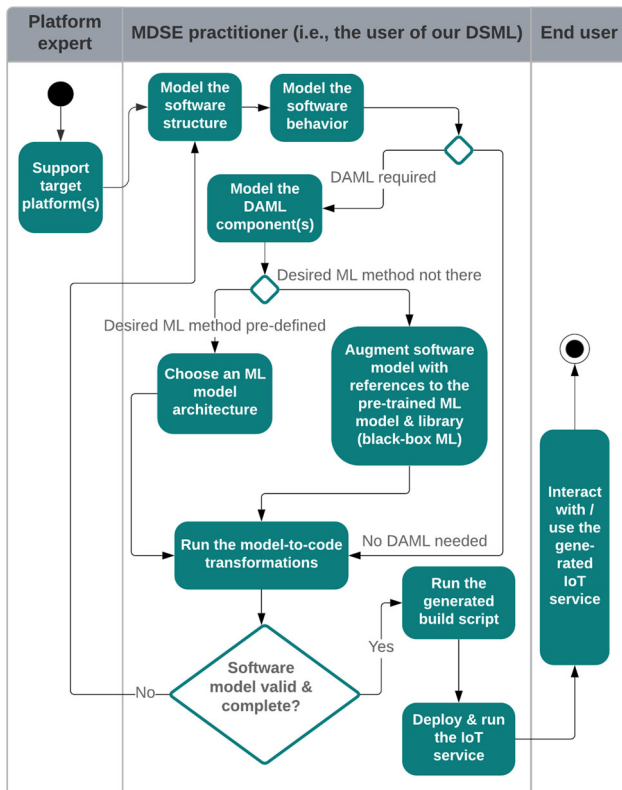 Platform
expert
MDSE practitioner (i.e., the user of our DSML)
End user
Support
target
platform(s)
Model the
software
structure
Model the
software
behavior
DAML required
Model the
DAML
component(s)
Desired ML method not there
Desired ML method pre-defined
Choose an ML
model
architecture
Augment software
model with
references to the
pre-trained ML
model & library
(black-box ML)
No DAML needed
Run the model-to-code
transformations
Software
model valid &
complete?
No
Yes
Run the
generated
build script
Deploy & run
the IoT
service
Interact
with /
use the
gene-
rated
IoT
service